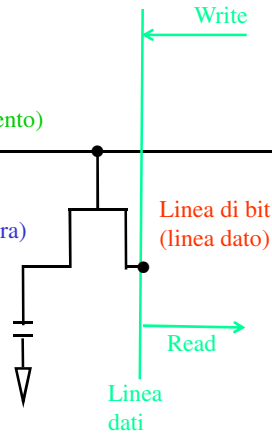 Write
ento)
Linea di bit
ra)
(linea dato)
Read
Linea
dati